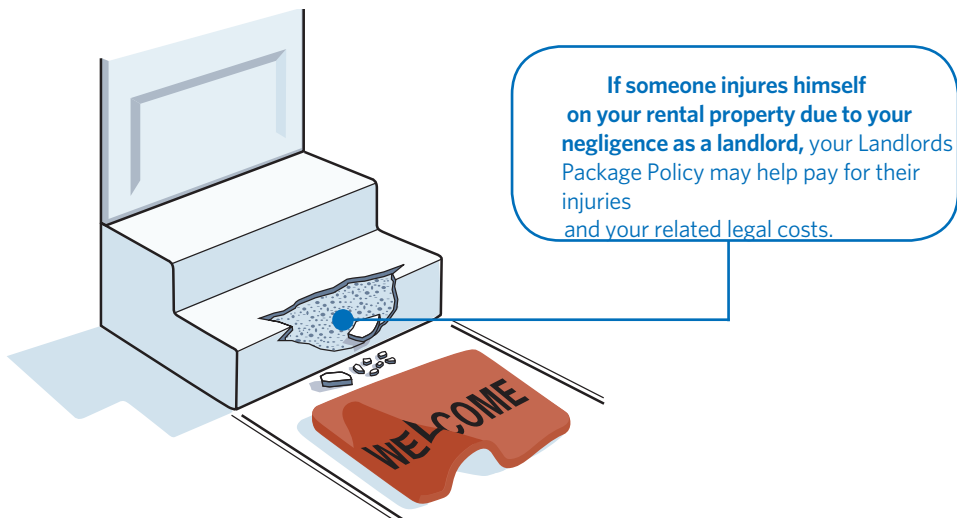 If someone injures himself
on your rental property due to your
negligence as a landlord, your Landlords
Package Policy may help pay for their
injuries
and your related legal costs.
WELCOME